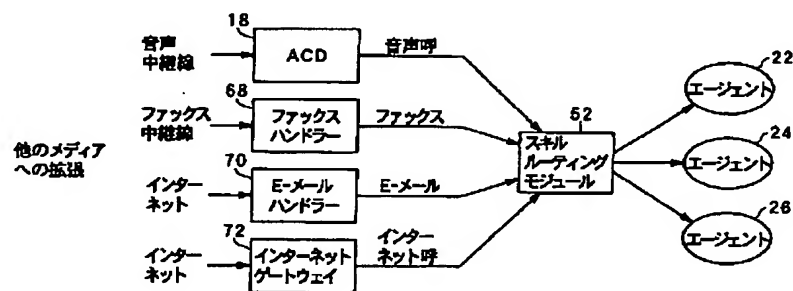 他のメディア
への拡張
音声
中継線
18
ACD
音声呼
ファックス
中継線
68
ファックス
ハンドラー
ファックス
インター
ネット
70
E-メール
ハンドラー
E-メール
インター
ネット
72
インターネット
ゲートウェイ
インター
ネット呼
52
スキル
ルーティング
モジュール
22
エージェント
24
エージェント
26
エージェント